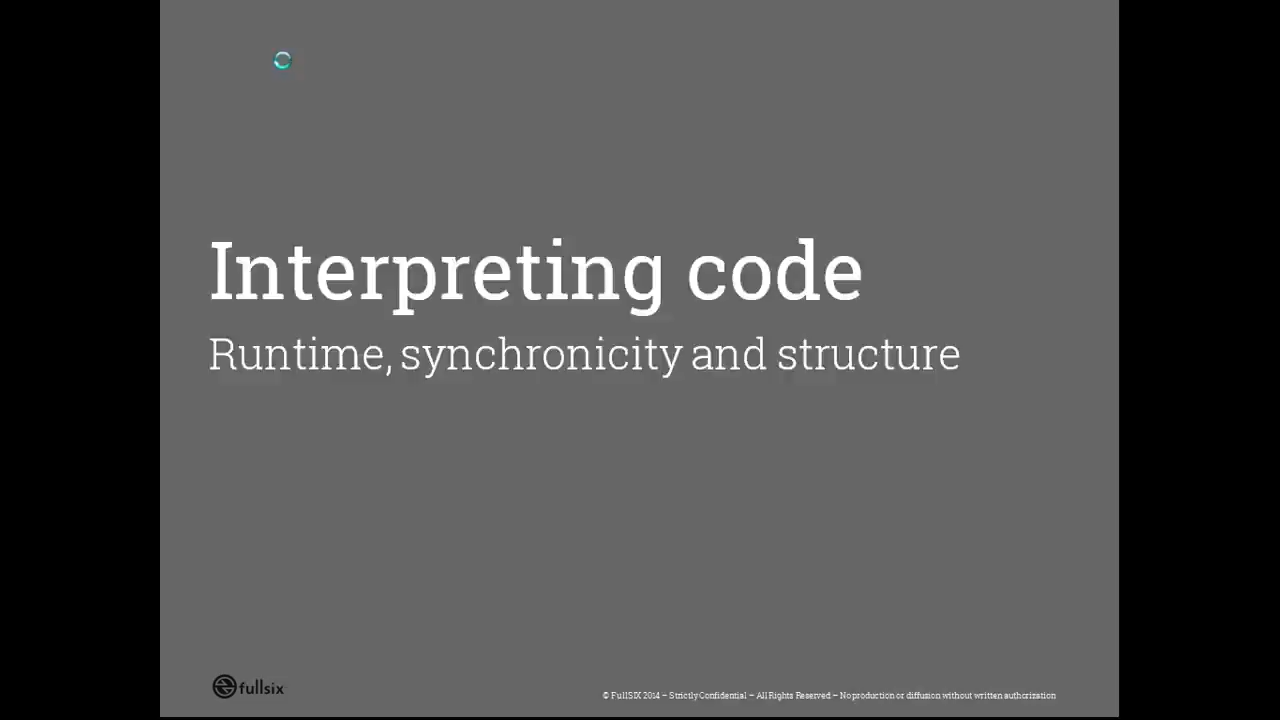 Interpreting code
Runtime, synchronicity and structure
fullsix
© FullSIX 2014 – Strictly Confidential – All Rights Reserved – No production or diffusion without written authorization